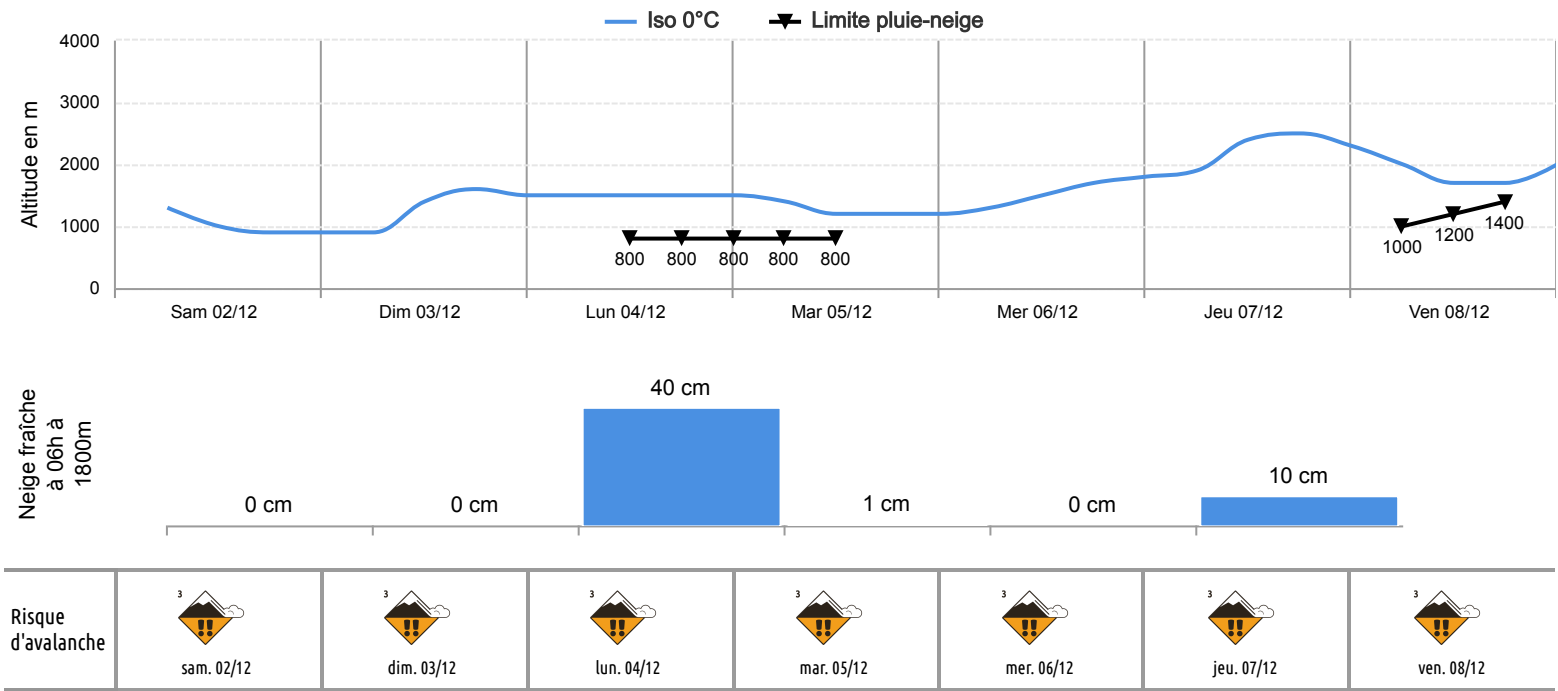 Iso 0°C Limite pluie-neige
Altitude en m
4000
3000
2000
1000
0
800 800 800 800 800
1000 1200 1400
Sam 02/12 Dim 03/12 Lun 04/12 Mar 05/12 Mer 06/12 Jeu 07/12 Ven 08/12
Neige fraîche
à 06h à
1800m
0 cm 0 cm 40 cm 1 cm 0 cm 10 cm
Risque
d'avalanche
3 3 3 3 3 3 3
sam. 02/12 dim. 03/12 lun. 04/12 mar. 05/12 mer. 06/12 jeu. 07/12 ven. 08/12